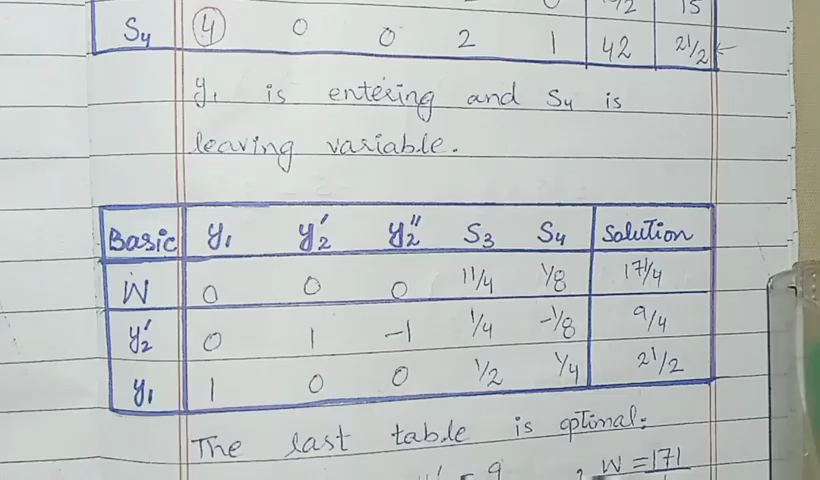 15
S4 4 0 0 2 1 42 21/2 ←
y1 is entering and S4 is
leaving variable.
Basic y1 y2' y2'' S3 S4 Solution
W 0 0 0 11/4 1/8 171/4
y2' 0 1 -1 1/4 -1/8 9/4
y1 1 0 0 1/2 1/4 21/2
The last table is optimal:
W = 171